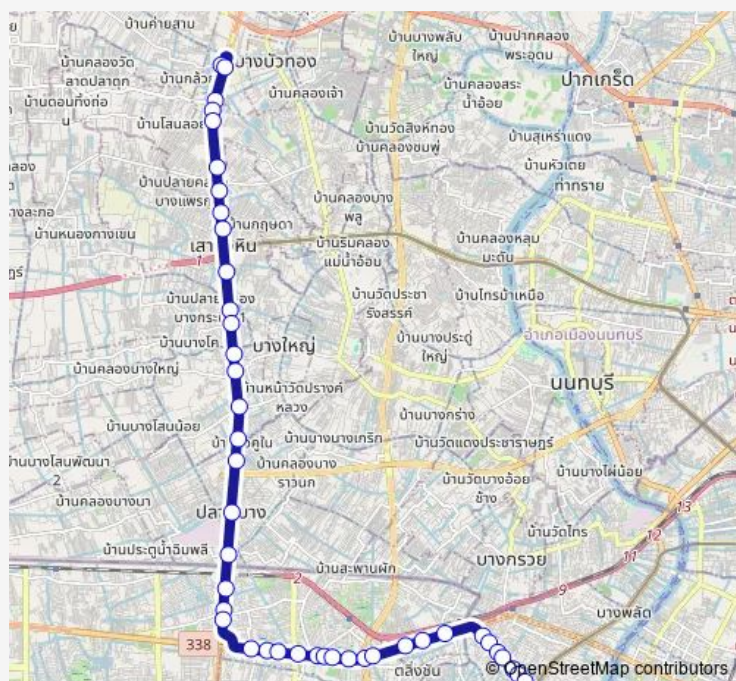 บ้านค่ายสาม
บ้านบางพลับ
ใหญ่
บ้านปากคลอง
พระอุดม
บ้านคลองวัด
ลาดปลาดุก
บางบัวทอง
บ้านคลองเจ้า
บ้านคลองสระ
น้ำอ้อย
ปากเกร็ด
บ้านดอนทิ้งก่อ
น
บ้านวัดสิงห์ทอง
บ้านคลองชมพู่
บ้านสุเหร่าแดง
บ้านหัวเตย
ท่าทราย
บ้านคลองบาง
พลู
บ้านกฤษดา
บ้านหนองกางเขน
บ้านริมคลอง
แม่น้ำอ้อม
บ้านคลองหลุม
มะดัน
1
บ้านวัดประชา
รังสรรค์
บ้านไทรม้าเหนือ
บ้านคลองบางใหญ่
บางใหญ่
บ้านบางประดู่
ใหญ่
อำเภอเมืองนนทบุรี
นนทบุรี
บ้านหน้าวัดปรางค์
หลวง
บ้านบางโสนน้อย
บ้านบางนางเกริก
บ้านบางกร่าง
บ้านวัดแดงประชาราษฎร์
บ้านบางโสนพัฒนา
2
บ้านคลองบาง
ราวนก
บ้านคลองบางนา
บ้านวัดบางอ้อย
ช้าง
บ้านบางไผ่น้อย
13
บ้านวัดไทร
12
บ้านประตูน้ำฉิมพลี
บ้านสะพานผัก
บางกรวย
11
2
9
บางพลัด
338
ตลิ่งชัน
© OpenStreetMap contributors